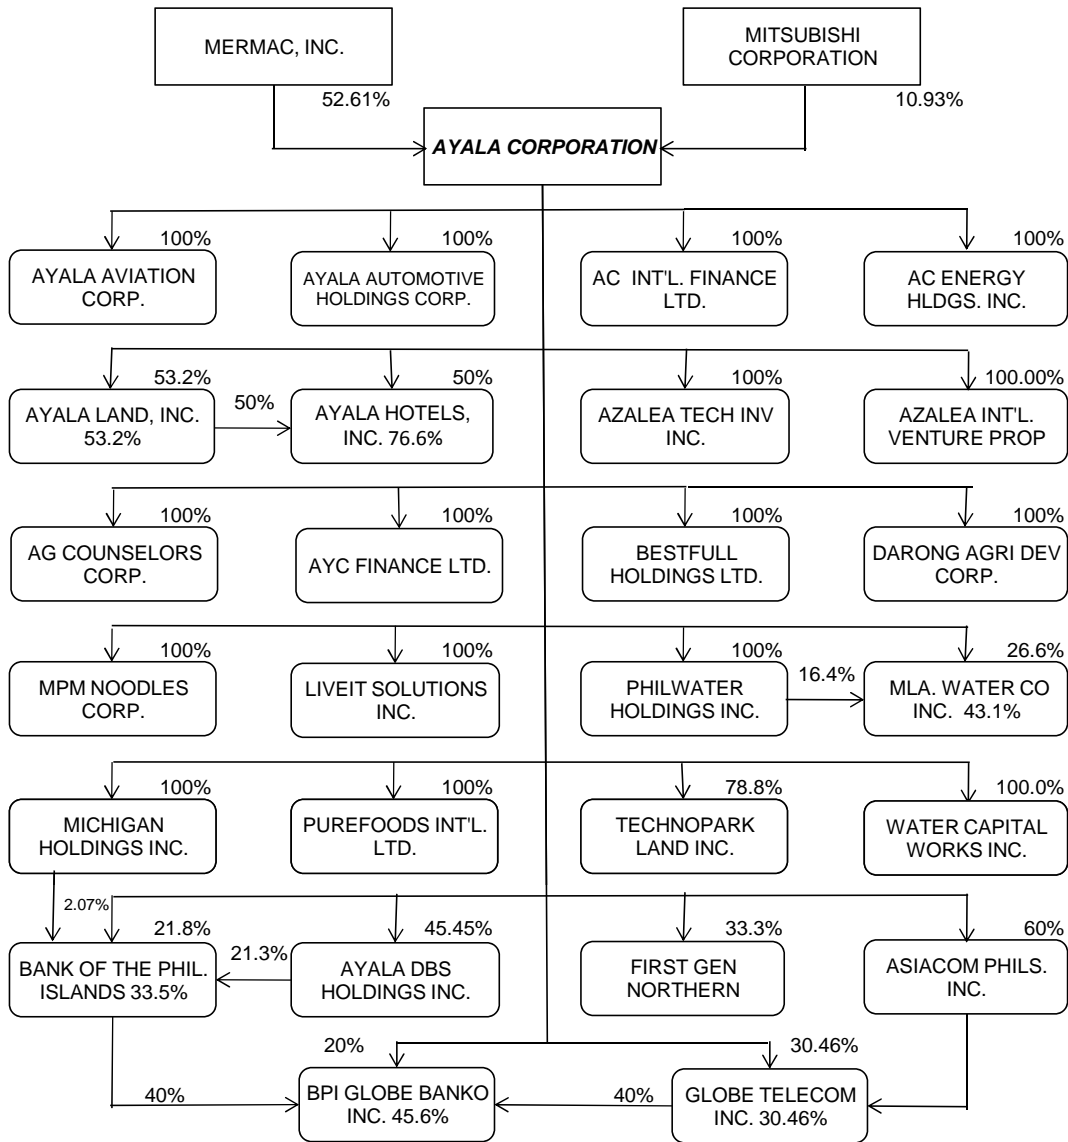 MERMAC, INC.
MITSUBISHI
CORPORATION
52.61%
10.93%
AYALA CORPORATION
100%
100%
100%
100%
AYALA AVIATION
CORP.
AYALA AUTOMOTIVE
HOLDINGS CORP.
AC INT'L. FINANCE
LTD.
AC ENERGY
HLDGS. INC.
53.2%
50%
100%
100.00%
AYALA LAND, INC.
53.2%
50%
AYALA HOTELS,
INC. 76.6%
AZALEA TECH INV
INC.
AZALEA INT'L.
VENTURE PROP
100%
100%
100%
100%
AG COUNSELORS
CORP.
AYC FINANCE LTD.
BESTFULL
HOLDINGS LTD.
DARONG AGRI DEV
CORP.
100%
100%
100%
26.6%
MPM NOODLES
CORP.
LIVEIT SOLUTIONS
INC.
PHILWATER
HOLDINGS INC.
16.4%
MLA. WATER CO
INC. 43.1%
100%
100%
78.8%
100.0%
MICHIGAN
HOLDINGS INC.
PUREFOODS INT'L.
LTD.
TECHNOPARK
LAND INC.
WATER CAPITAL
WORKS INC.
2.07%
21.8%
45.45%
33.3%
60%
BANK OF THE PHIL.
ISLANDS 33.5%
21.3%
AYALA DBS
HOLDINGS INC.
FIRST GEN
NORTHERN
ASIACOM PHILS.
INC.
20%
30.46%
40%
BPI GLOBE BANKO
INC. 45.6%
40%
GLOBE TELECOM
INC. 30.46%